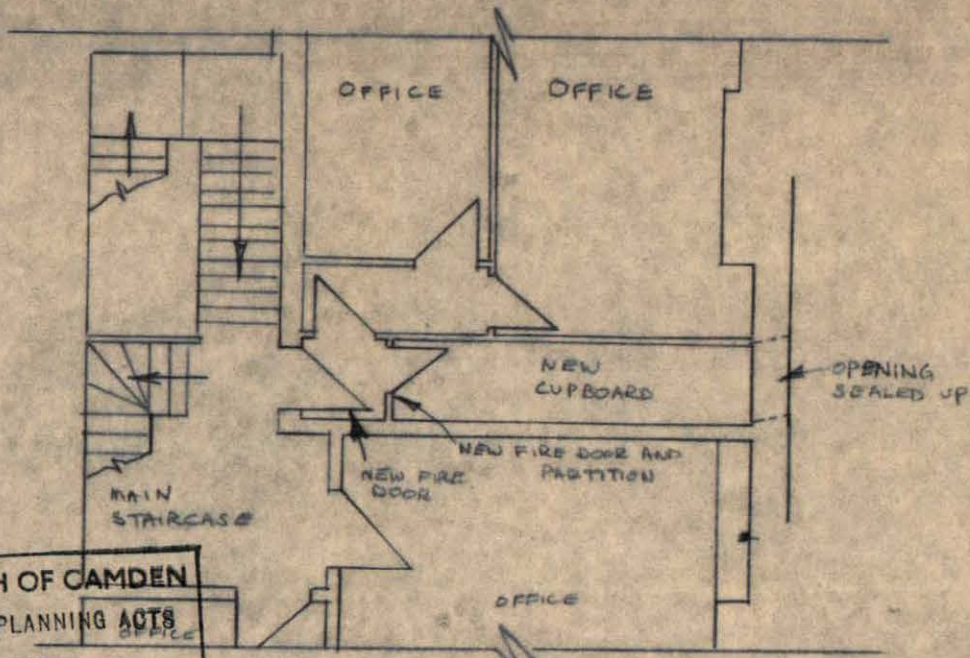 OFFICE
OFFICE
NEW
CUPBOARD
OPENING
SEALED UP
NEW FIRE DOOR AND
PARTITION
NEW FIRE
DOOR
MAIN
STAIRCASE
OFFICE
H OF CAMDEN
PLANNING ACTS
OFFICE